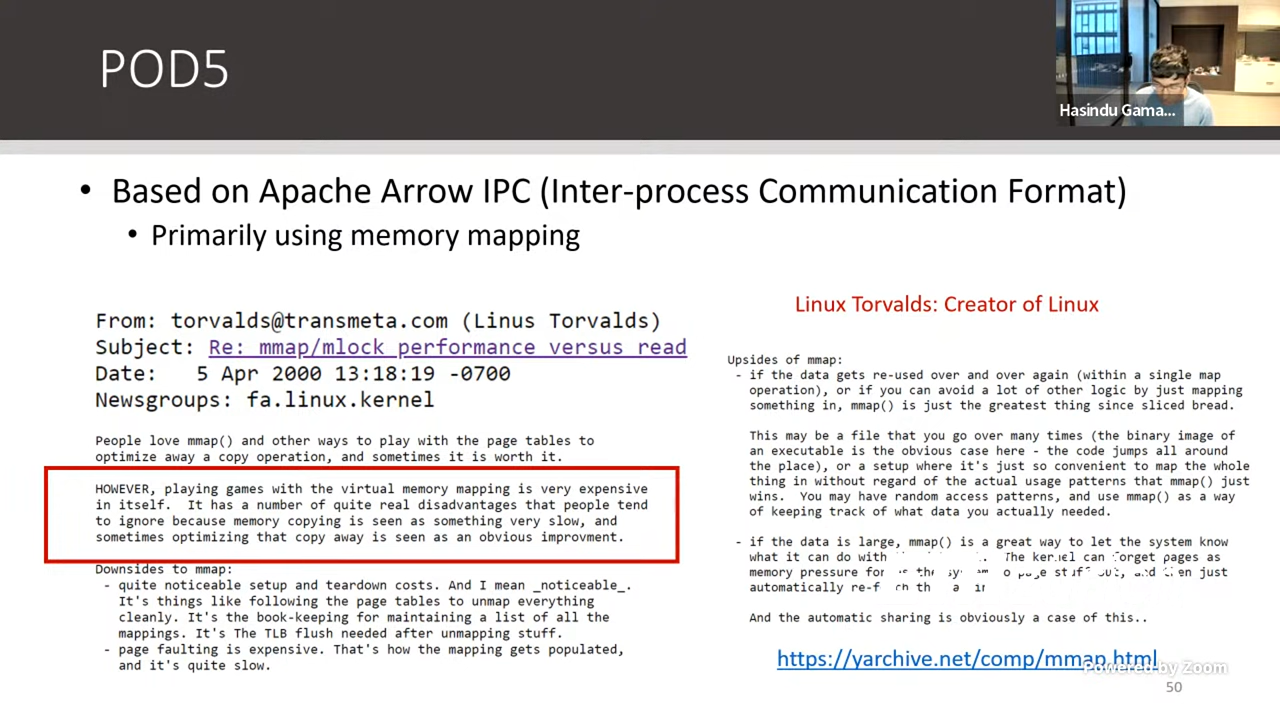 POD5
Hasindu Gama...
• Based on Apache Arrow IPC (Inter-process Communication Format)
• Primarily using memory mapping
From: torvalds@transmeta.com (Linus Torvalds)
Subject: Re: mmap/mlock performance versus read
Date: 5 Apr 2000 13:18:19 -0700
Newsgroups: fa.linux.kernel
People love mmap() and other ways to play with the page tables to
optimize away a copy operation, and sometimes it is worth it.
HOWEVER, playing games with the virtual memory mapping is very expensive
in itself. It has a number of quite real disadvantages that people tend
to ignore because memory copying is seen as something very slow, and
sometimes optimizing that copy away is seen as an obvious improvment.
Downsides to mmap:
- quite noticeable setup and teardown costs. And I mean _noticeable_.
It's things like following the page tables to unmap everything
cleanly. It's the book-keeping for maintaining a list of all the
mappings. It's The TLB flush needed after unmapping stuff.
- page faulting is expensive. That's how the mapping gets populated,
and it's quite slow.
Linux Torvalds: Creator of Linux
Upsides of mmap:
- if the data gets re-used over and over again (within a single map
operation), or if you can avoid a lot of other logic by just mapping
something in, mmap() is just the greatest thing since sliced bread.
This may be a file that you go over many times (the binary image of
an executable is the obvious case here - the code jumps all around
the place), or a setup where it's just so convenient to map the whole
thing in without regard of the actual usage patterns that mmap() just
wins. You may have random access patterns, and use mmap() as a way
of keeping track of what data you actually needed.
- if the data is large, mmap() is a great way to let the system know
what it can do with The kernel can forget pages as
memory pressure and then just
automatically
And the automatic sharing is obviously a case of this..
https://yarchive.net/comp/mmap.html
Powered by Zoom
50